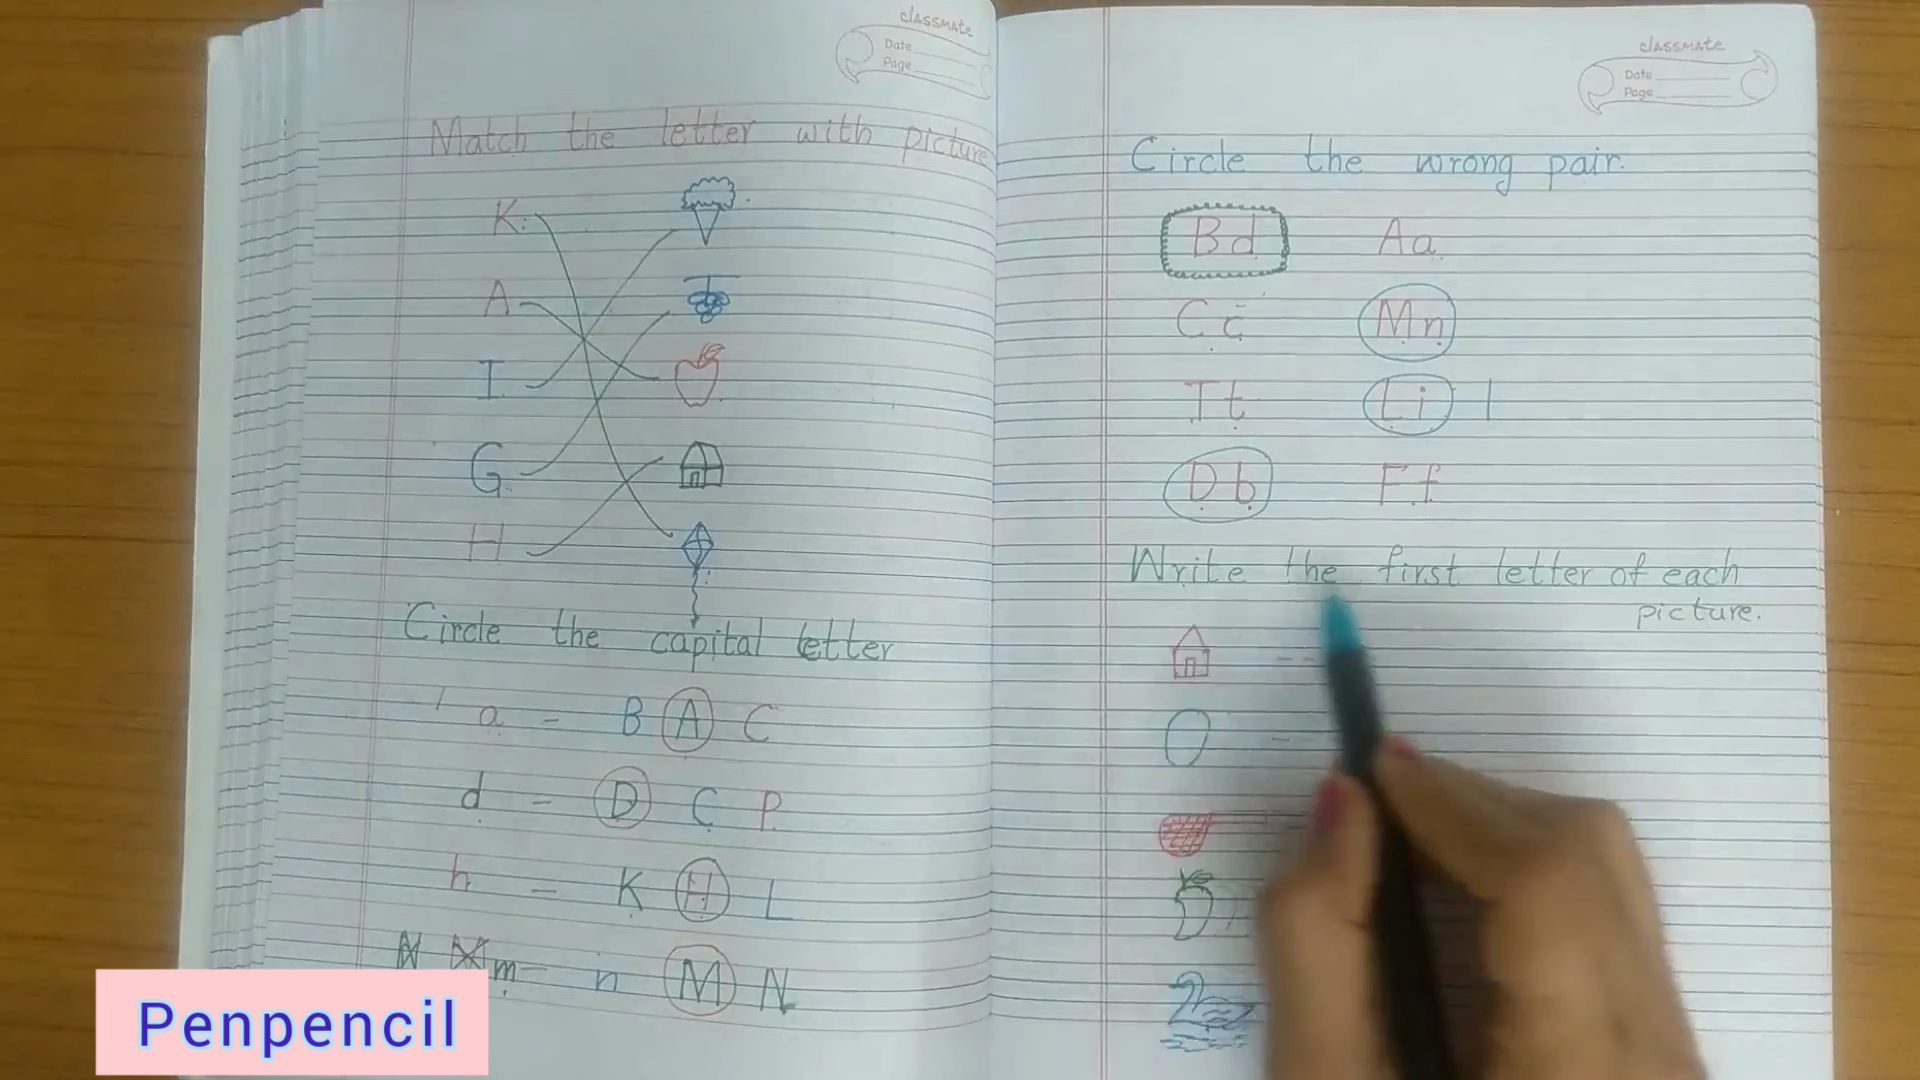 classmate
Date
Page
Match the letter with picture
K
A
I
G
H
Circle the capital letter
a - B A C
d - D C P
h - K H L
m - n M N
classmate
Date
Page
Circle the wrong pair.
Bd Aa
Cc Mn
Tt Li l
Db Ff
Write the first letter of each
picture.
Penpencil